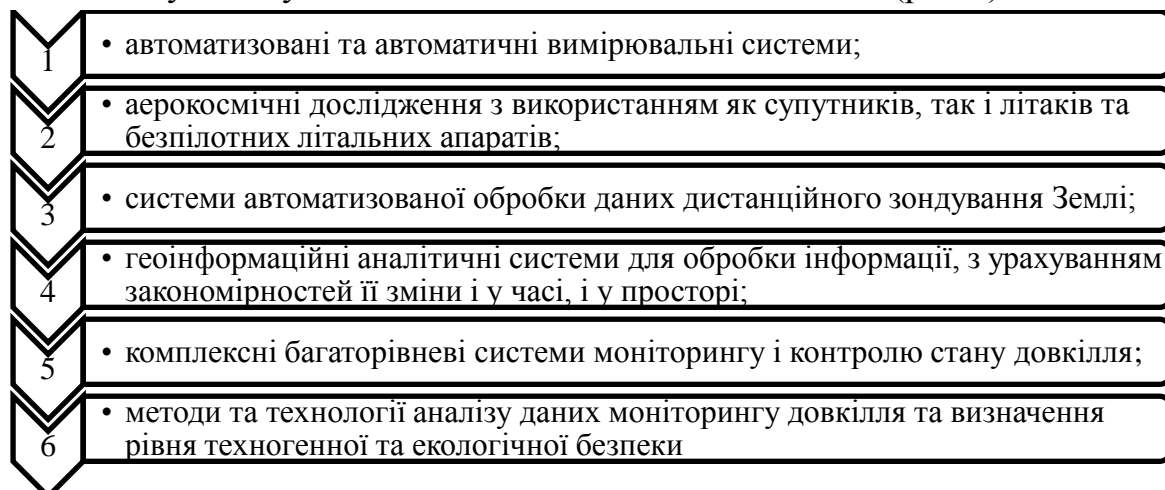 1
• автоматизовані та автоматичні вимірювальні системи;
2
• аерокосмічні дослідження з використанням як супутників, так і літаків та
безпілотних літальних апаратів;
3
• системи автоматизованої обробки даних дистанційного зондування Землі;
4
• геоінформаційні аналітичні системи для обробки інформації, з урахуванням
закономірностей її зміни і у часі, і у просторі;
5
• комплексні багаторівневі системи моніторингу і контролю стану довкілля;
6
• методи та технології аналізу даних моніторингу довкілля та визначення
рівня техногенної та екологічної безпеки